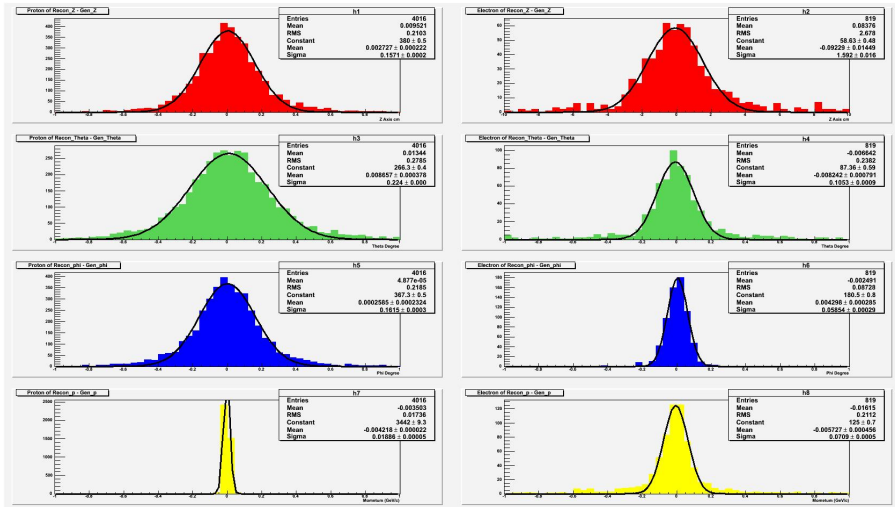 Proton of Recon_Z - Gen_Z
h1
Entries 4016
Mean 0.009521
RMS 0.2103
Constant 380 ± 0.5
Mean 0.002727 ± 0.000222
Sigma 0.1571 ± 0.0002
Z Axis cm
Electron of Recon_Z - Gen_Z
h2
Entries 819
Mean 0.08376
RMS 2.678
Constant 58.63 ± 0.48
Mean -0.09229 ± 0.01449
Sigma 1.592 ± 0.016
Z Axis cm
Proton of Recon_Theta - Gen_Theta
h3
Entries 4016
Mean 0.01344
RMS 0.2785
Constant 266.3 ± 0.4
Mean 0.008657 ± 0.000378
Sigma 0.224 ± 0.000
Theta Degree
Electron of Recon_Theta - Gen_Theta
h4
Entries 819
Mean -0.006642
RMS 0.2382
Constant 87.36 ± 0.59
Mean -0.008242 ± 0.000791
Sigma 0.1053 ± 0.0009
Theta Degree
Proton of Recon_phi - Gen_phi
h5
Entries 4016
Mean 4.877e-05
RMS 0.2185
Constant 367.3 ± 0.5
Mean 0.0002585 ± 0.0002324
Sigma 0.1615 ± 0.0003
Phi Degree
Electron of Recon_phi - Gen_phi
h6
Entries 819
Mean -0.002491
RMS 0.08728
Constant 180.5 ± 0.8
Mean 0.004298 ± 0.000285
Sigma 0.05854 ± 0.00029
Phi Degree
Proton of Recon_p - Gen_p
h7
Entries 4016
Mean -0.003503
RMS 0.01736
Constant 3442 ± 9.3
Mean -0.004218 ± 0.000022
Sigma 0.01886 ± 0.00005
Momentum (GeV/c)
Electron of Recon_p - Gen_p
h8
Entries 819
Mean -0.01615
RMS 0.2112
Constant 125 ± 0.7
Mean -0.005727 ± 0.000456
Sigma 0.0709 ± 0.0005
Momentum (GeV/c)